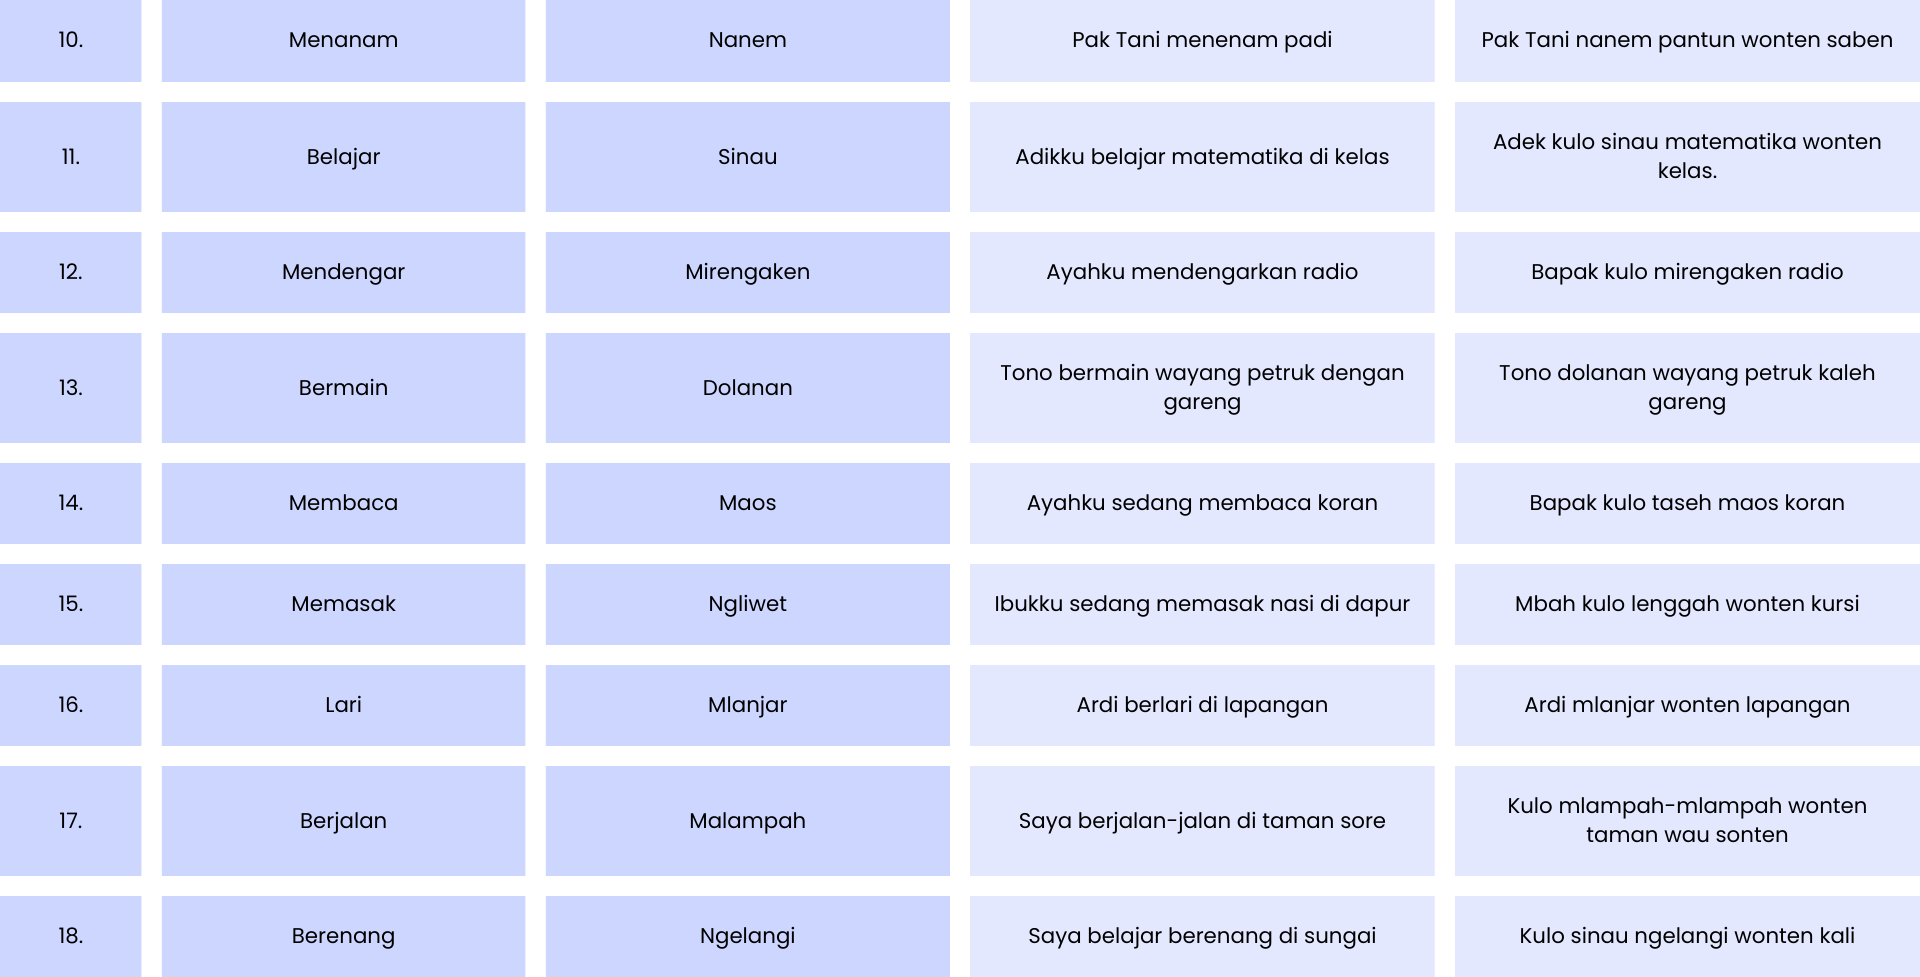 10. Menanam Nanem Pak Tani menenam padi Pak Tani nanem pantun wonten saben
11. Belajar Sinau Adikku belajar matematika di kelas Adek kulo sinau matematika wonten
kelas.
12. Mendengar Mirengaken Ayahku mendengarkan radio Bapak kulo mirengaken radio
13. Bermain Dolanan Tono bermain wayang petruk dengan
gareng
Tono dolanan wayang petruk kaleh
gareng
14. Membaca Maos Ayahku sedang membaca koran Bapak kulo taseh maos koran
15. Memasak Ngliwet Ibukku sedang memasak nasi di dapur Mbah kulo lenggah wonten kursi
16. Lari Mlanjar Ardi berlari di lapangan Ardi mlanjar wonten lapangan
17. Berjalan Malampah Saya berjalan-jalan di taman sore Kulo mlampah-mlampah wonten
taman wau sonten
18. Berenang Ngelangi Saya belajar berenang di sungai Kulo sinau ngelangi wonten kali